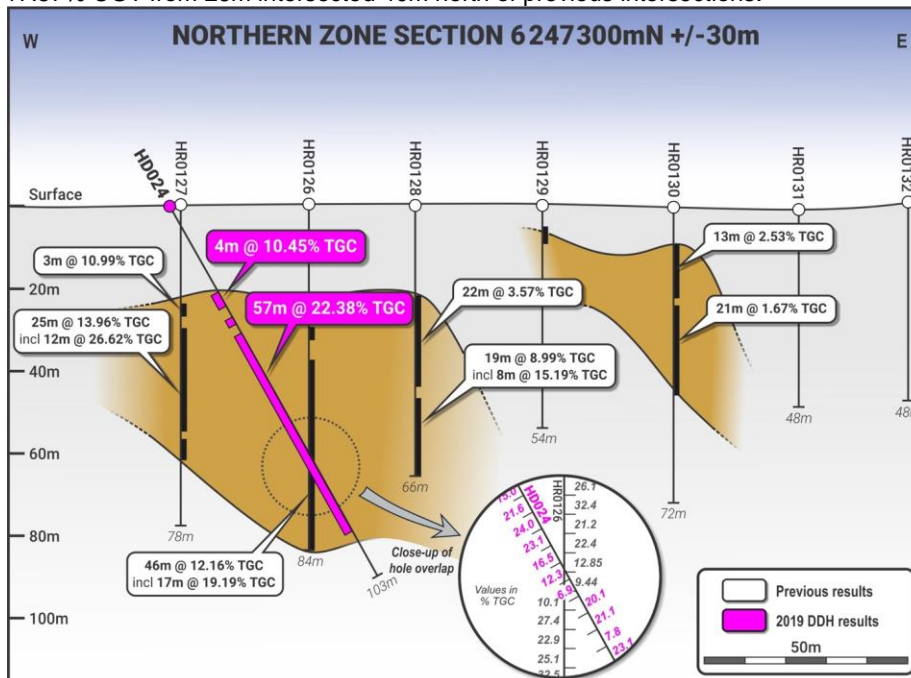 NORTHERN ZONE SECTION 6247300mN +/-30m
W
E
HD024
HR0127
HR0126
HR0128
HR0129
HR0130
HR0131
HR0132
Surface
20m
40m
60m
80m
100m
3m @ 10.99% TGC
25m @ 13.96% TGC
incl 12m @ 26.62% TGC
4m @ 10.45% TGC
57m @ 22.38% TGC
22m @ 3.57% TGC
19m @ 8.99% TGC
incl 8m @ 15.19% TGC
13m @ 2.53% TGC
21m @ 1.67% TGC
46m @ 12.16% TGC
incl 17m @ 19.19% TGC
78m
84m
103m
66m
54m
72m
48m
48m
Close-up of
hole overlap
HD024
HR0126
21.6
24.0
23.1
16.5
12.3
6.9
20.1
21.1
7.8
23.1
26.1
32.4
21.2
22.4
12.85
9.44
10.1
27.4
22.9
25.1
Values in
% TGC
Previous results
2019 DDH results
50m